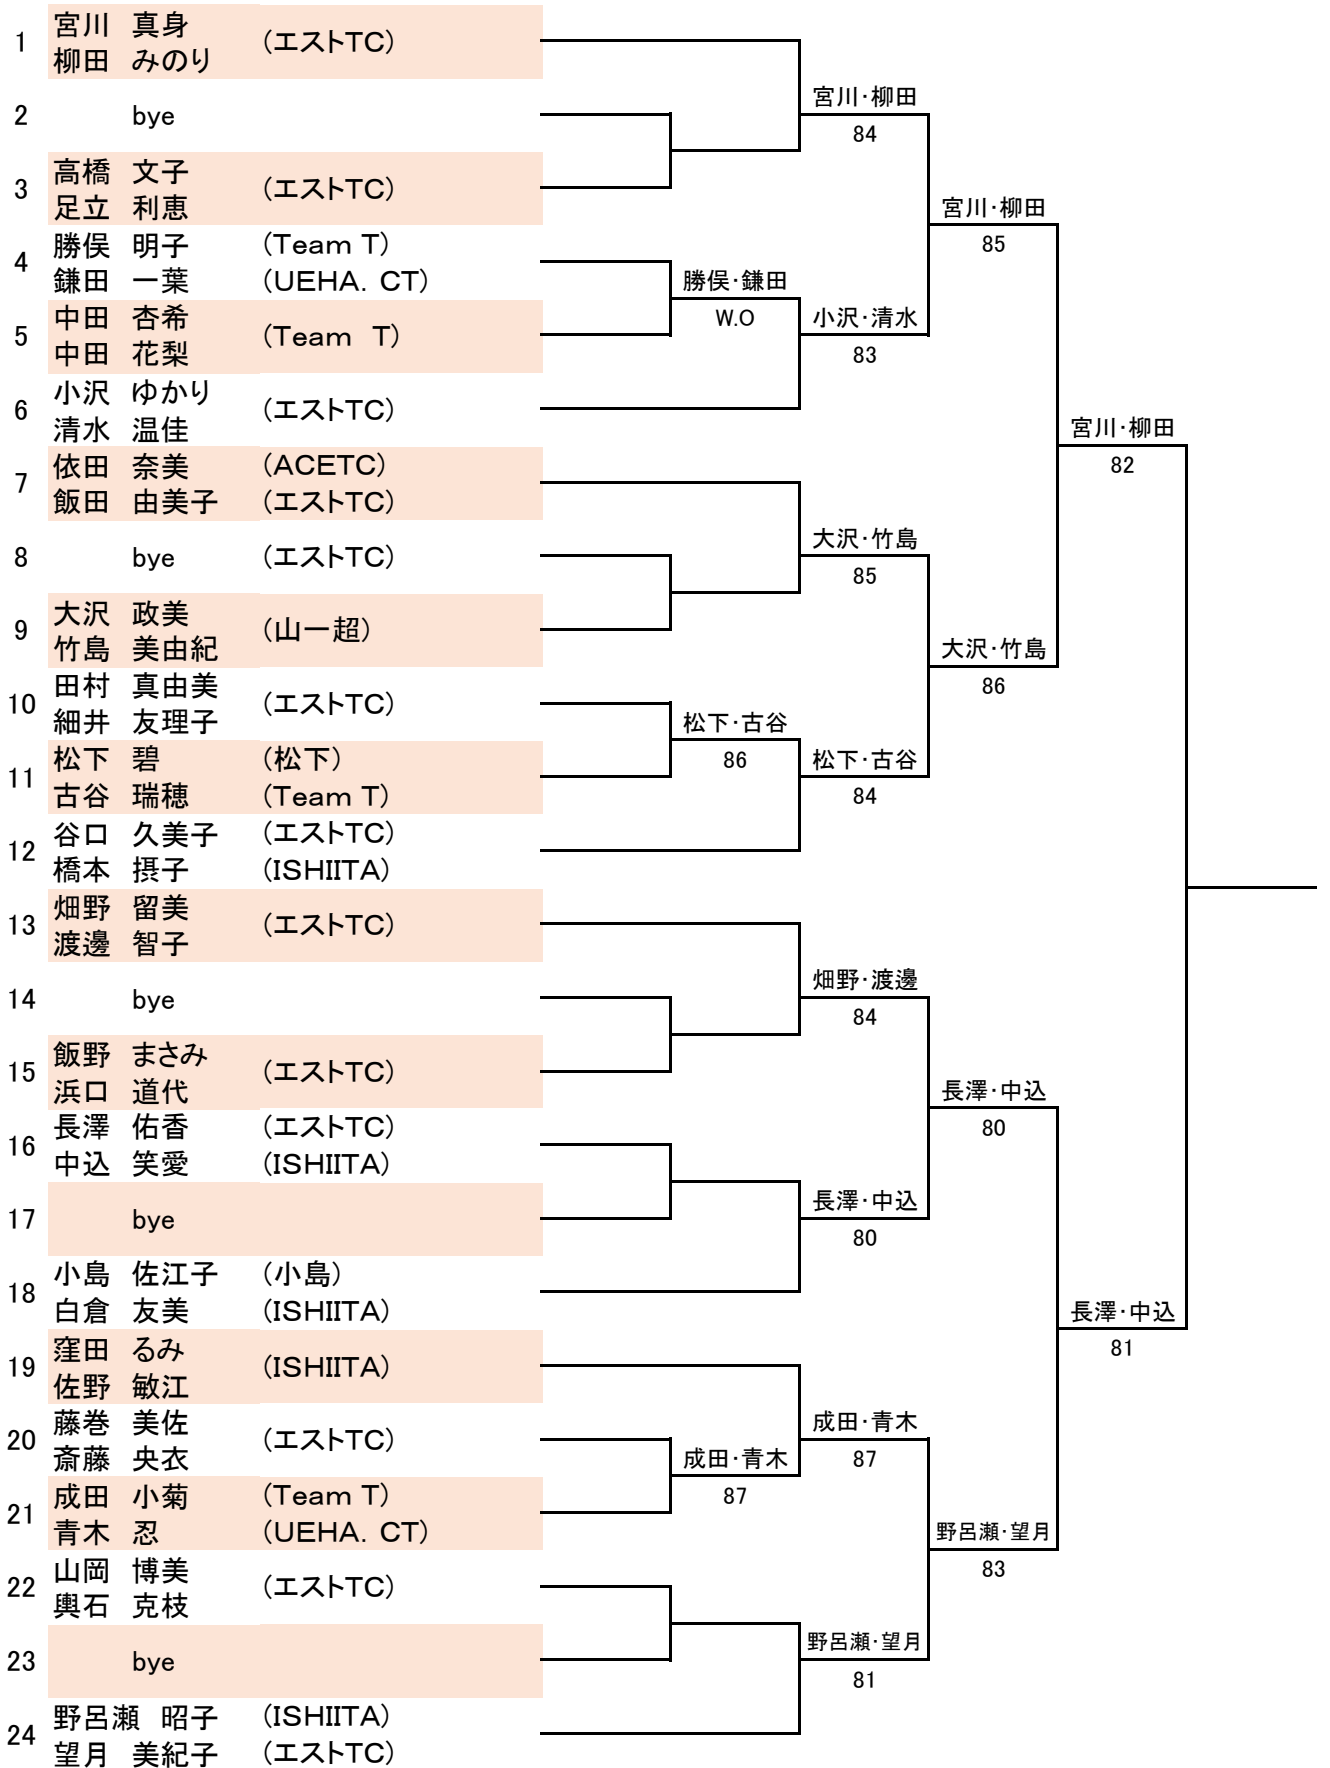 1 宮川 真身 (エストTC)
柳田 みのり
2 bye
3 高橋 文子 (エストTC)
足立 利恵
4 勝俣 明子 (Team T)
鎌田 一葉 (UEHA. CT)
5 中田 杏希 (Team T)
中田 花梨
6 小沢 ゆかり (エストTC)
清水 温佳
7 依田 奈美 (ACETC)
飯田 由美子 (エストTC)
8 bye (エストTC)
9 大沢 政美 (山一超)
竹島 美由紀
10 田村 真由美 (エストTC)
細井 友理子
11 松下 碧 (松下)
古谷 瑞穂 (Team T)
12 谷口 久美子 (エストTC)
橋本 摂子 (ISHIITA)
13 畑野 留美 (エストTC)
渡邊 智子
14 bye
15 飯野 まさみ (エストTC)
浜口 道代
16 長澤 佑香 (エストTC)
中込 笑愛 (ISHIITA)
17 bye
18 小島 佐江子 (小島)
白倉 友美 (ISHIITA)
19 窪田 るみ (ISHIITA)
佐野 敏江
20 藤巻 美佐 (エストTC)
斎藤 央衣
21 成田 小菊 (Team T)
青木 忍 (UEHA. CT)
22 山岡 博美 (エストTC)
輿石 克枝
23 bye
24 野呂瀬 昭子 (ISHIITA)
望月 美紀子 (エストTC)
勝俣・鎌田
W.O
松下・古谷
86
成田・青木
87
宮川・柳田
84
小沢・清水
83
大沢・竹島
85
松下・古谷
84
畑野・渡邊
84
長澤・中込
80
成田・青木
87
野呂瀬・望月
81
宮川・柳田
85
大沢・竹島
86
長澤・中込
80
野呂瀬・望月
83
宮川・柳田
82
長澤・中込
81